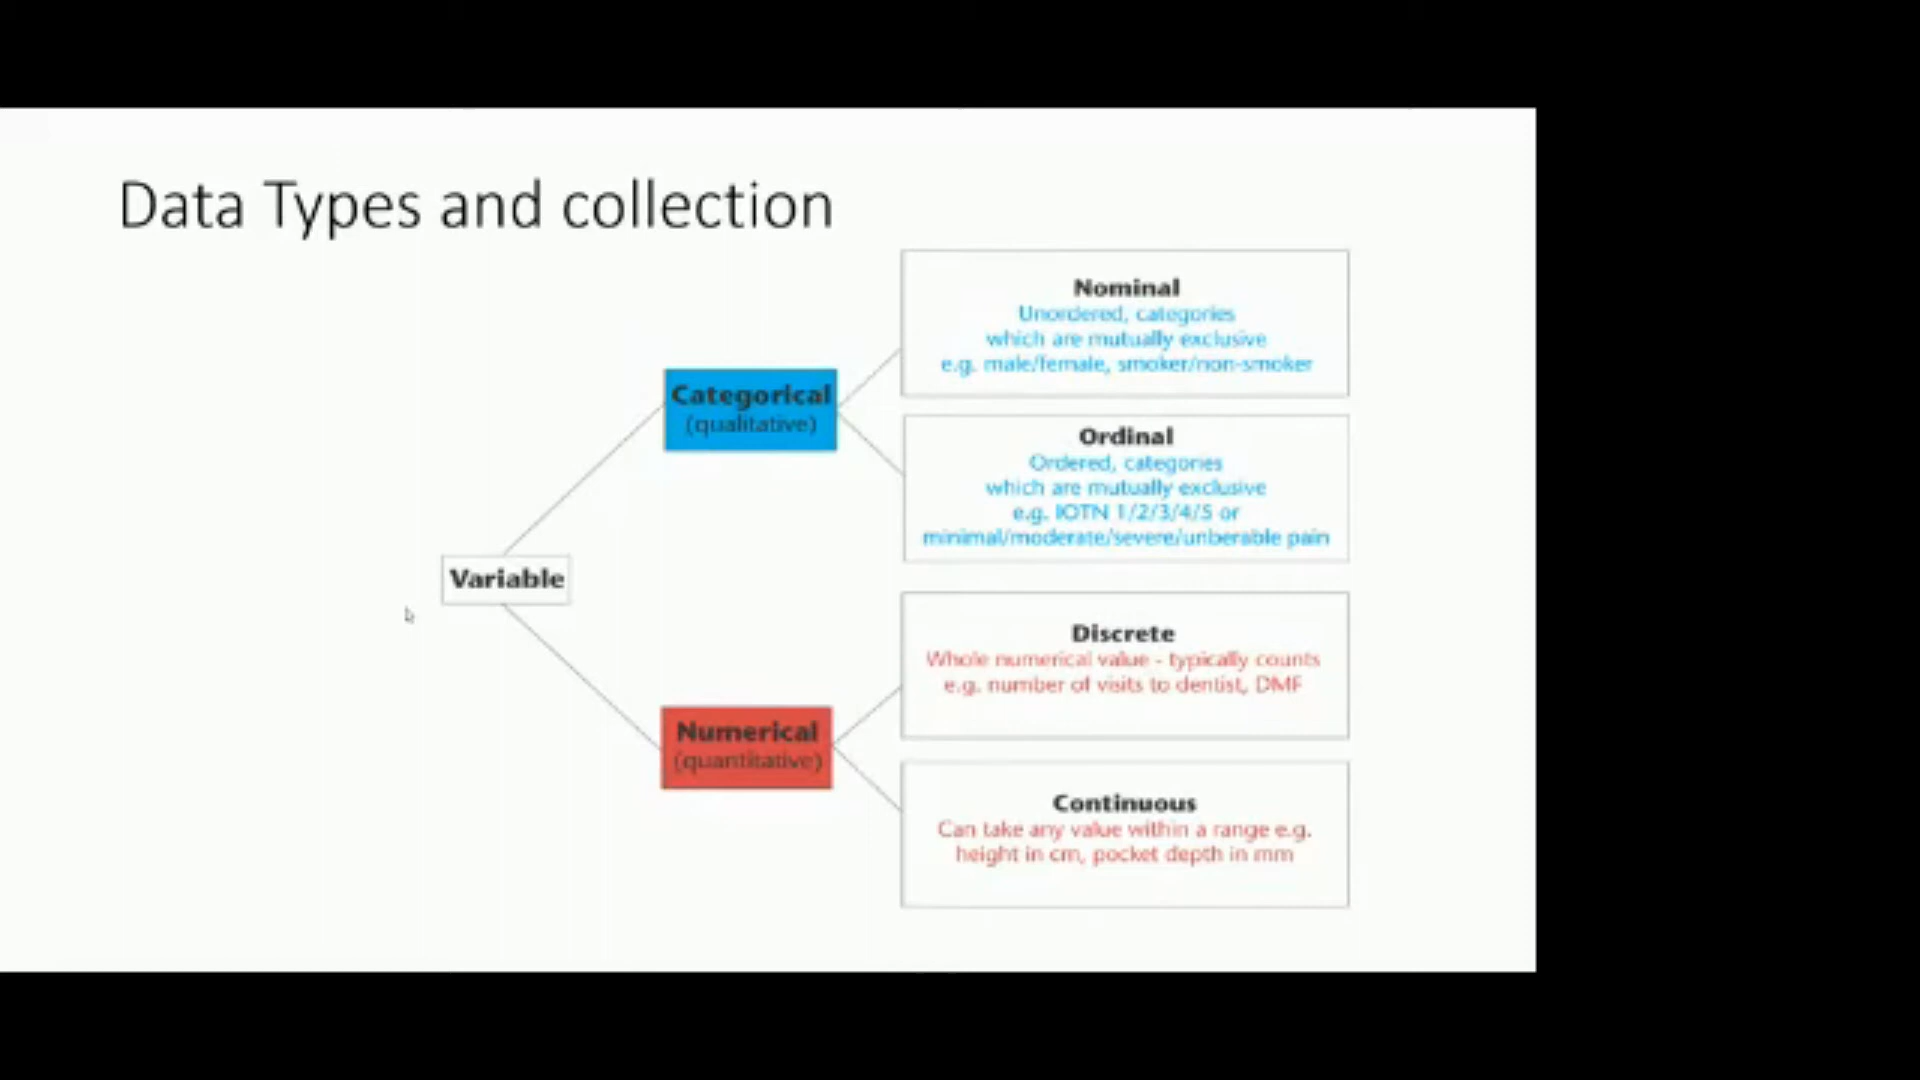 Data Types and collection
Nominal
Unordered, categories
which are mutually exclusive
e.g. male/female, smoker/non-smoker
Categorical
(qualitative)
Ordinal
Ordered, categories
which are mutually exclusive
e.g. IOTN 1/2/3/4/5 or
minimal/moderate/severe/unberable pain
Variable
Discrete
Whole numerical value - typically counts
e.g. number of visits to dentist, DMF
Numerical
(quantitative)
Continuous
Can take any value within a range e.g.
height in cm, pocket depth in mm